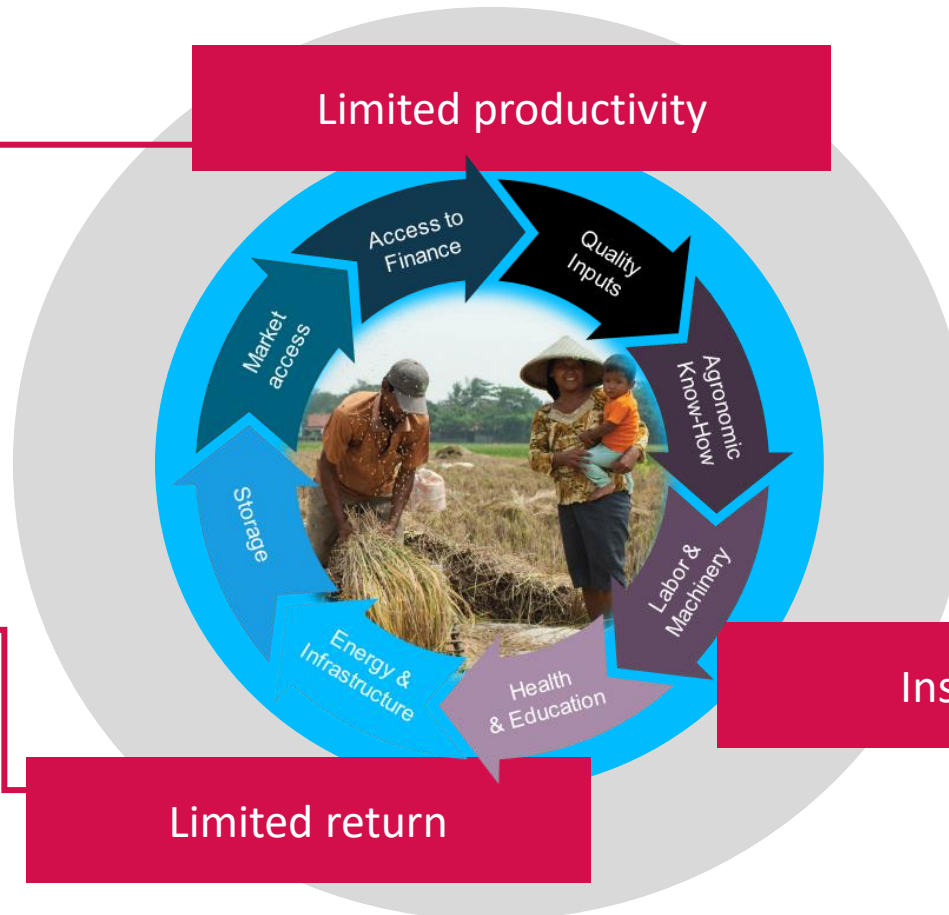 Limited productivity
Access to
Finance
Quality
Inputs
Agronomic
Know-How
Labor &
Machinery
Health
& Education
Energy &
Infrastructure
Storage
Market
access
Limited return